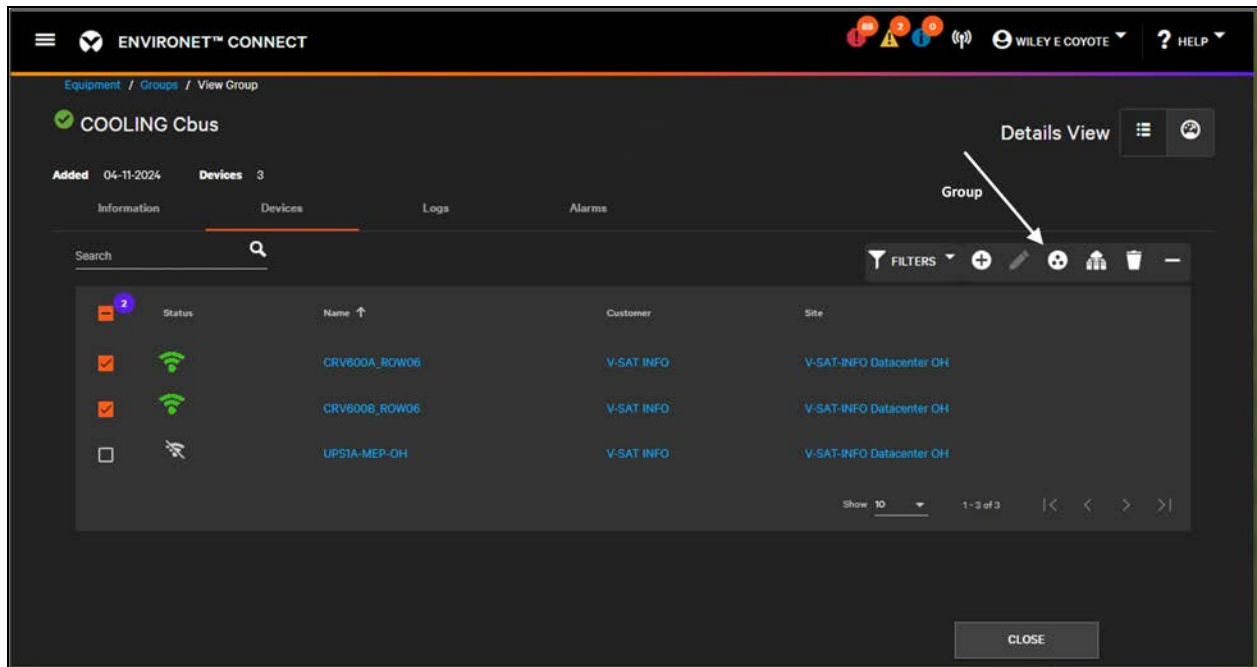 88 2 0
ENVIRONET™ CONNECT WILEY E COYOTE ? HELP
Equipment / Groups / View Group
COOLING Cbus
Details View
Added 04-11-2024 Devices 3
Group
Information Devices Logs Alarms
Search FILTERS
2
Status Name Customer Site
CRV600A_ROW06 V-SAT INFO V-SAT-INFO Datacenter OH
CRV600B_ROW06 V-SAT INFO V-SAT-INFO Datacenter OH
UPS1A-MEP-OH V-SAT INFO V-SAT-INFO Datacenter OH
Show 10 1-3 of 3
CLOSE